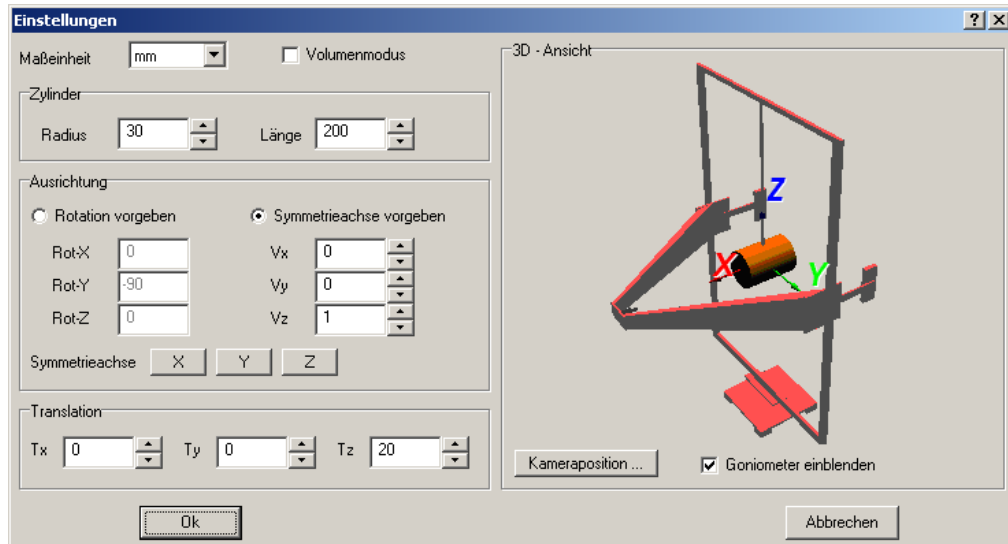 Einstellungen
Maßeinheit mm Volumenmodus
Zylinder
Radius 30 Länge 200
Ausrichtung
Rotation vorgeben Symmetrieachse vorgeben
Rot-X 0 Vx 0
Rot-Y -90 Vy 0
Rot-Z 0 Vz 1
Symmetrieachse X Y Z
Translation
Tx 0 Ty 0 Tz 20
Ok
3D - Ansicht
Z
X
Y
Kameraposition ... Goniometer einblenden
Abbrechen